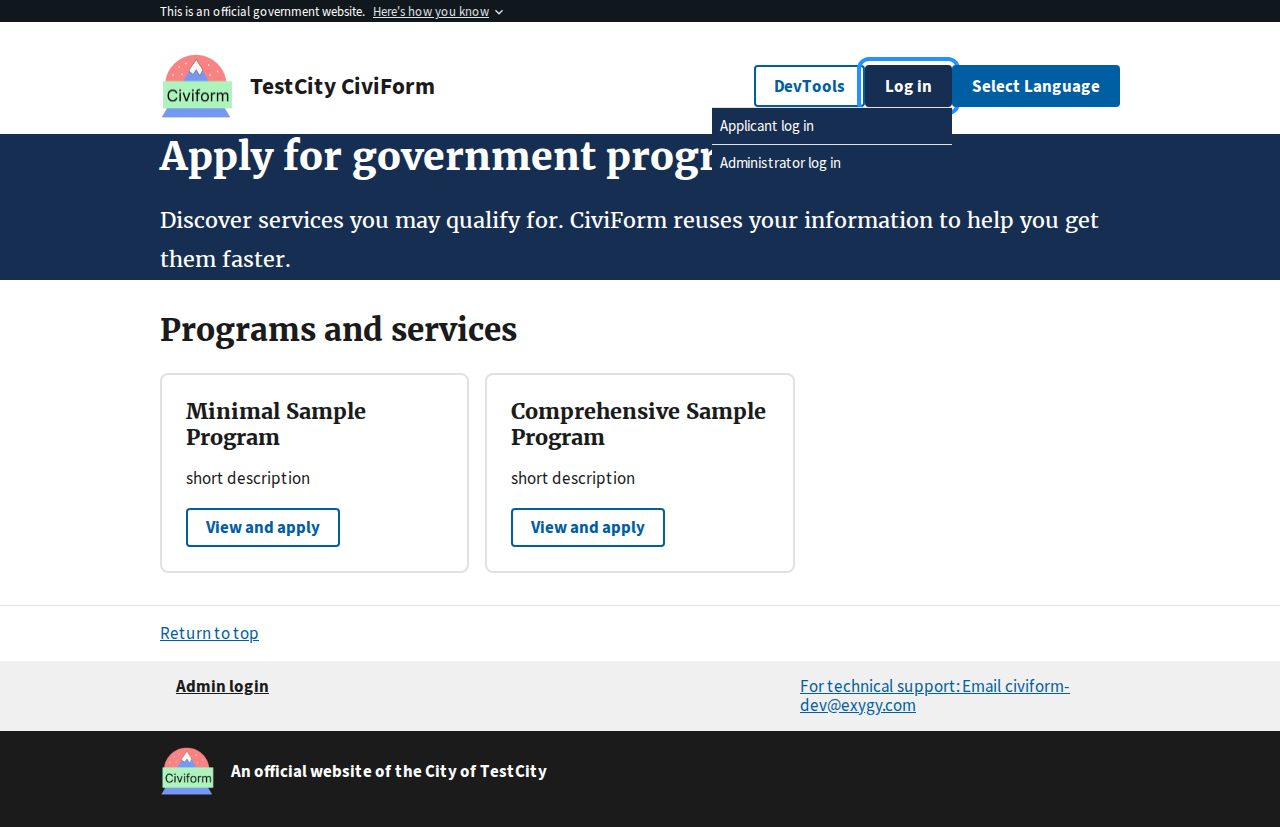 This is an official government website. Here's how you know
Civiform
TestCity CiviForm
DevTools
Log in
Select Language
Applicant log in
Administrator log in
Apply for government progr
Discover services you may qualify for. CiviForm reuses your information to help you get
them faster.
Programs and services
Minimal Sample
Program
short description
View and apply
Comprehensive Sample
Program
short description
View and apply
Return to top
Admin login
For technical support: Email civiform-
dev@exygy.com
Civiform
An official website of the City of TestCity